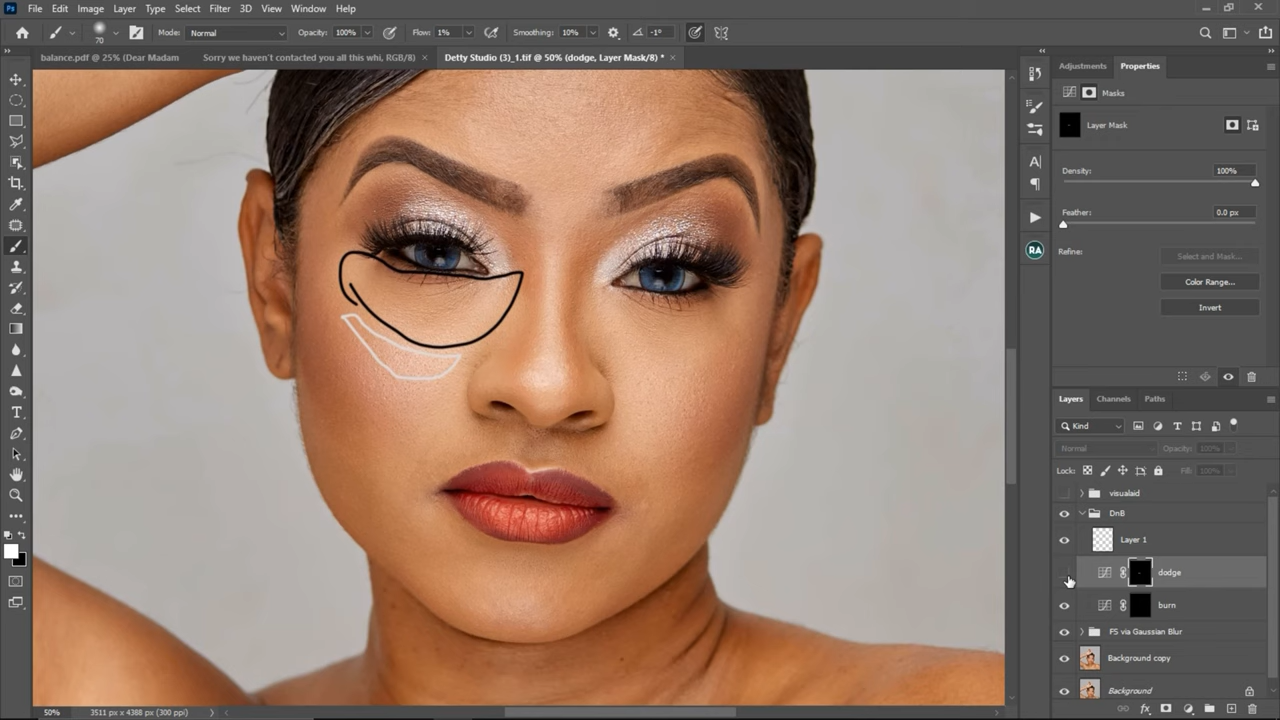 Ps File Edit Image Layer Type Select Filter 3D View Window Help
70 Mode: Normal Opacity: 100% Flow: 1% Smoothing: 10% -1°
balance.pdf @ 25% (Dear Madam Sorry we haven't contacted you all this whi, RGB/8) × Detty Studio (3)_1.tif @ 50% (dodge, Layer Mask/8) * ×
Adjustments Properties
Masks
Layer Mask
Density: 100%
Feather: 0.0 px
Refine: Select and Mask...
Color Range...
Invert
RA
Layers Channels Paths
Kind
Normal Opacity: 100%
Lock: Fill: 100%
visualaid
DnB
Layer 1
dodge
burn
FS via Gaussian Blur
Background copy
Background
50% 3511 px x 4388 px (300 ppi)